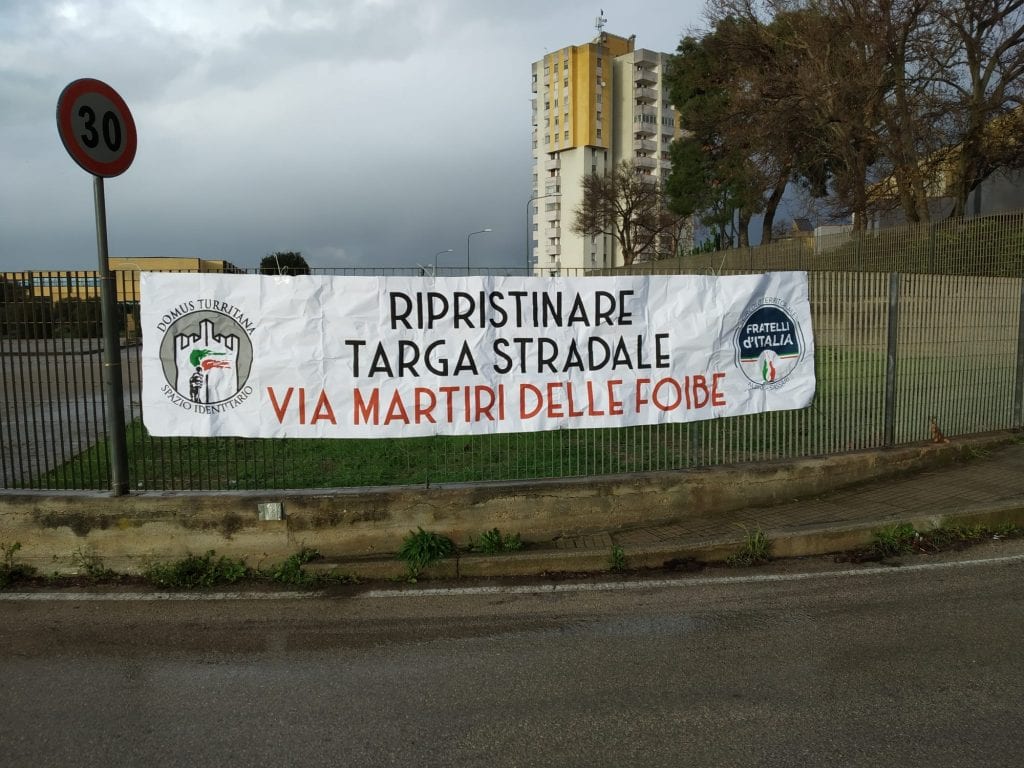 30
DOMUS TURRITANA
SPAZIO IDENTITARIO
RIPRISTINARE
TARGA STRADALE
VIA MARTIRI DELLE FOIBE
FRATELLI
d'ITALIA